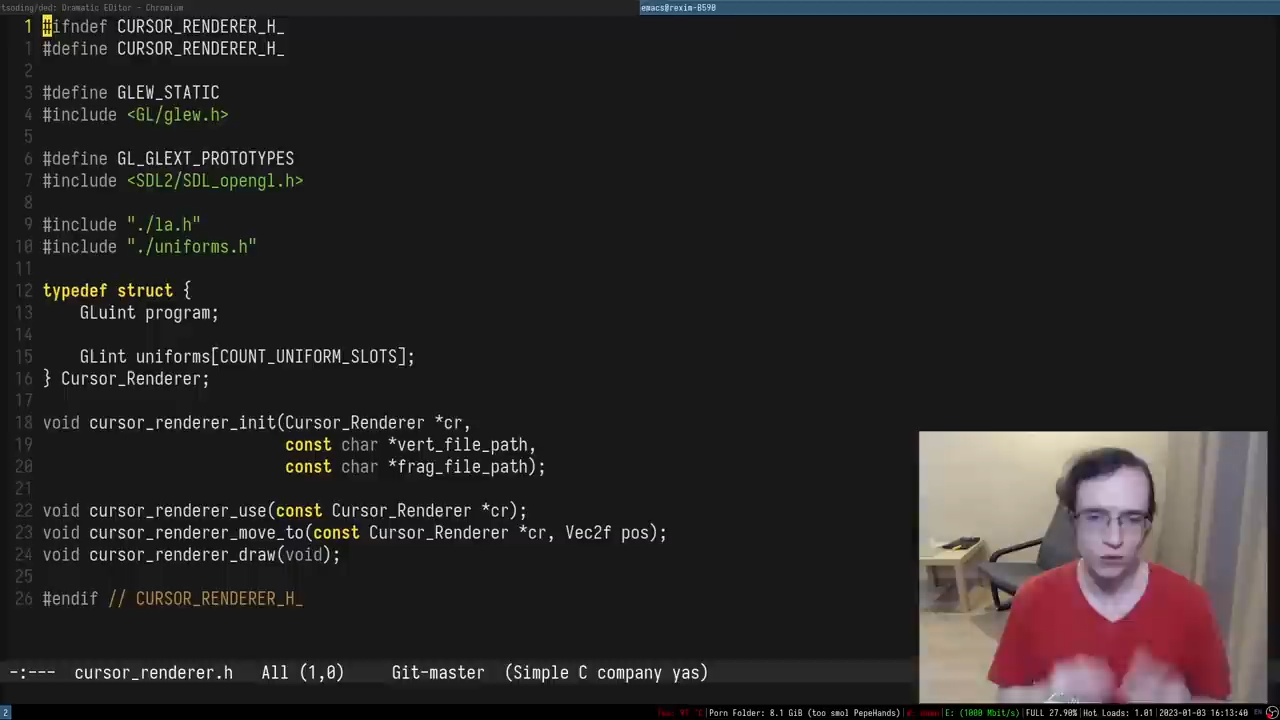 rtsoding/ded: Dramatic EDitor - Chromium
emacs@rexim-B590
1 #ifndef CURSOR_RENDERER_H_
1 #define CURSOR_RENDERER_H_
2
3 #define GLEW_STATIC
4 #include <GL/glew.h>
5
6 #define GL_GLEXT_PROTOTYPES
7 #include <SDL2/SDL_opengl.h>
8
9 #include "./la.h"
10 #include "./uniforms.h"
11
12 typedef struct {
13     GLuint program;
14
15     GLint uniforms[COUNT_UNIFORM_SLOTS];
16 } Cursor_Renderer;
17
18 void cursor_renderer_init(Cursor_Renderer *cr,
19                           const char *vert_file_path,
20                           const char *frag_file_path);
21
22 void cursor_renderer_use(const Cursor_Renderer *cr);
23 void cursor_renderer_move_to(const Cursor_Renderer *cr, Vec2f pos);
24 void cursor_renderer_draw(void);
25
26 #endif // CURSOR_RENDERER_H_
-:--- cursor_renderer.h All (1,0) Git-master (Simple C company yas)
2 Porn Folder: 8.1 GiB (too smol PepeHands) E: (1000 Mbit/s) FULL 27.90% Hot Loads: 1.01 2023-01-03 16:13:40 EN